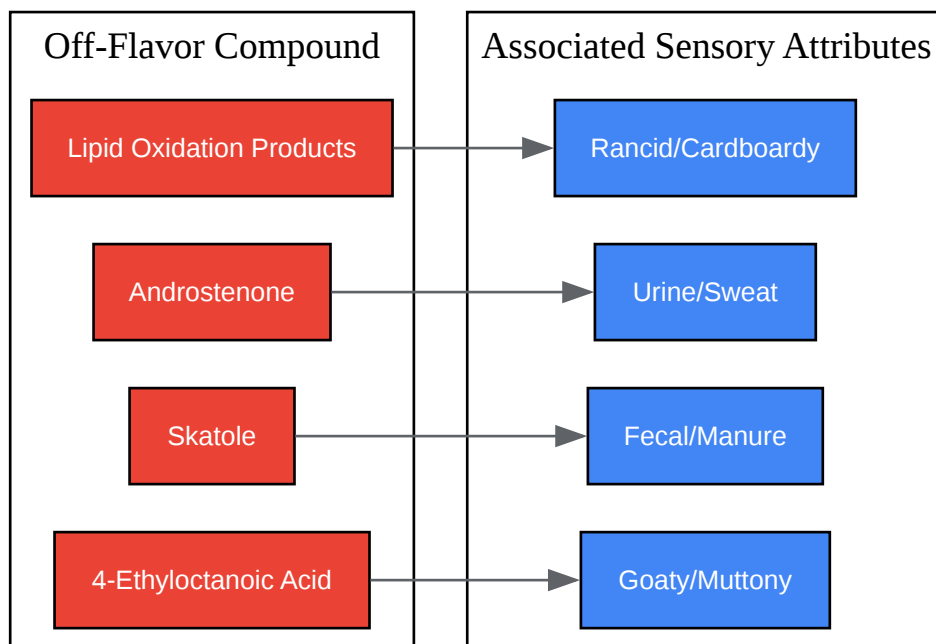 Off-Flavor Compound
Associated Sensory Attributes
Lipid Oxidation Products
Rancid/Cardboardy
Androstenone
Urine/Sweat
Skatole
Fecal/Manure
4-Ethyloctanoic Acid
Goaty/Muttony